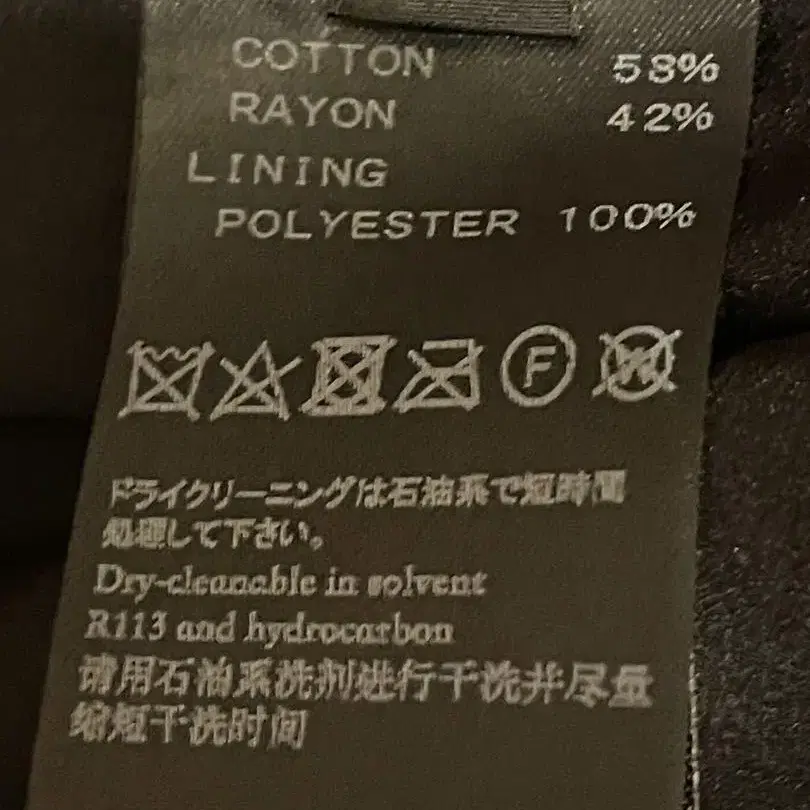 COTTON 58%
RAYON 42%
LINING
POLYESTER 100%
F W
ドライクリーニングは石油系で短時間
処理して下さい。
Dry-cleanable in solvent
R113 and hydrocarbon
请用石油系洗剂进行干洗并尽量
缩短干洗时间